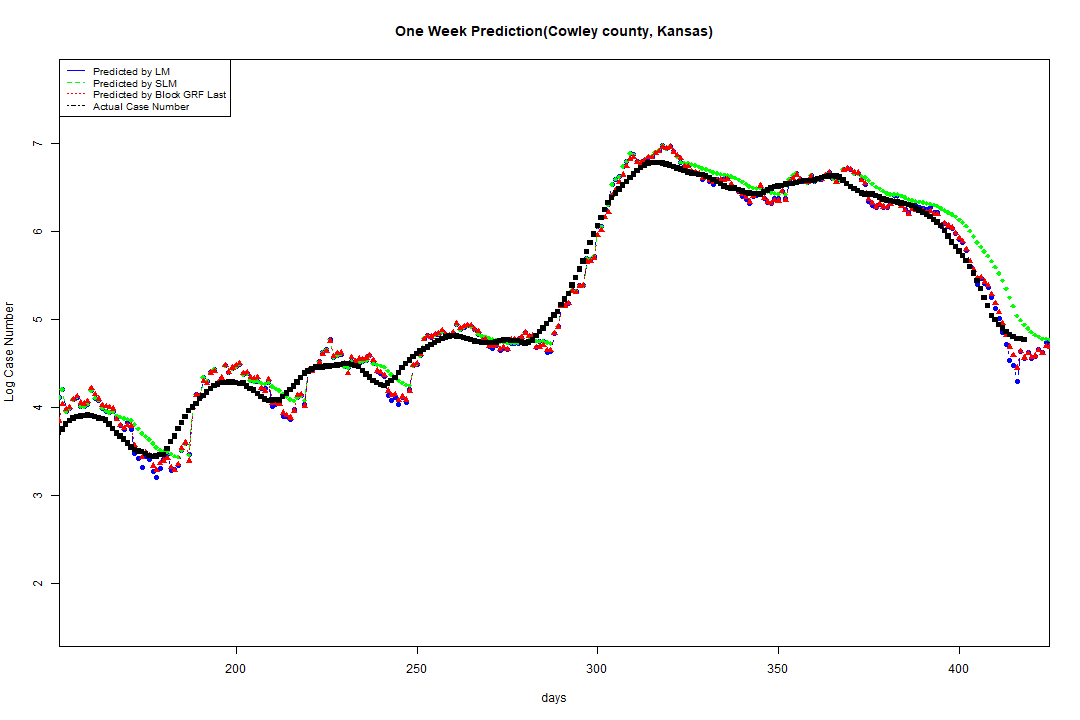 One Week Prediction(Cowley county, Kansas)
Predicted by LM
Predicted by SLM
Predicted by Block GRF Last
Actual Case Number
7
6
5
4
3
2
Log Case Number
200 250 300 350 400
days